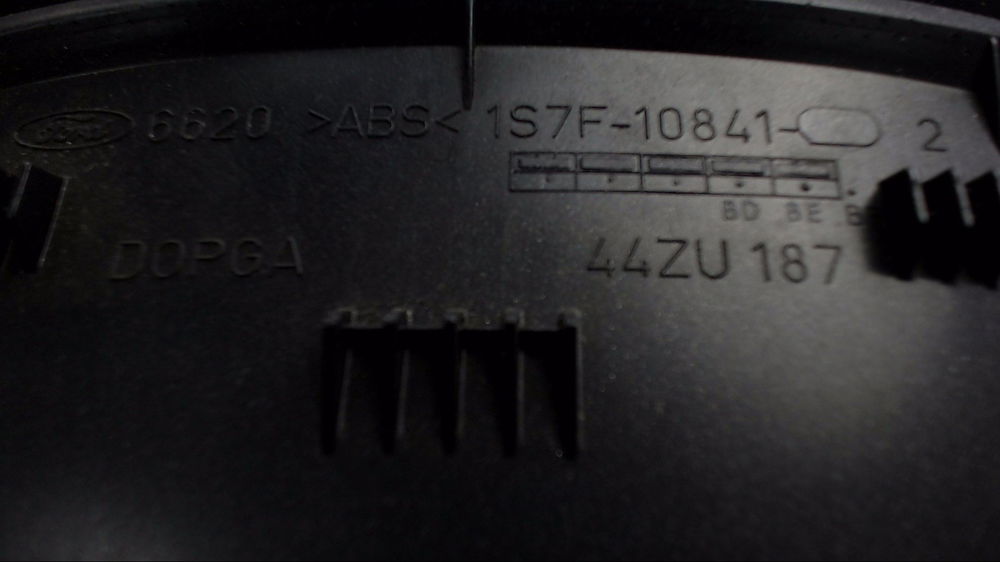 Ford 6620 >ABS< 1S7F-10841- 2
BD BE
DOPGA 44ZU 187